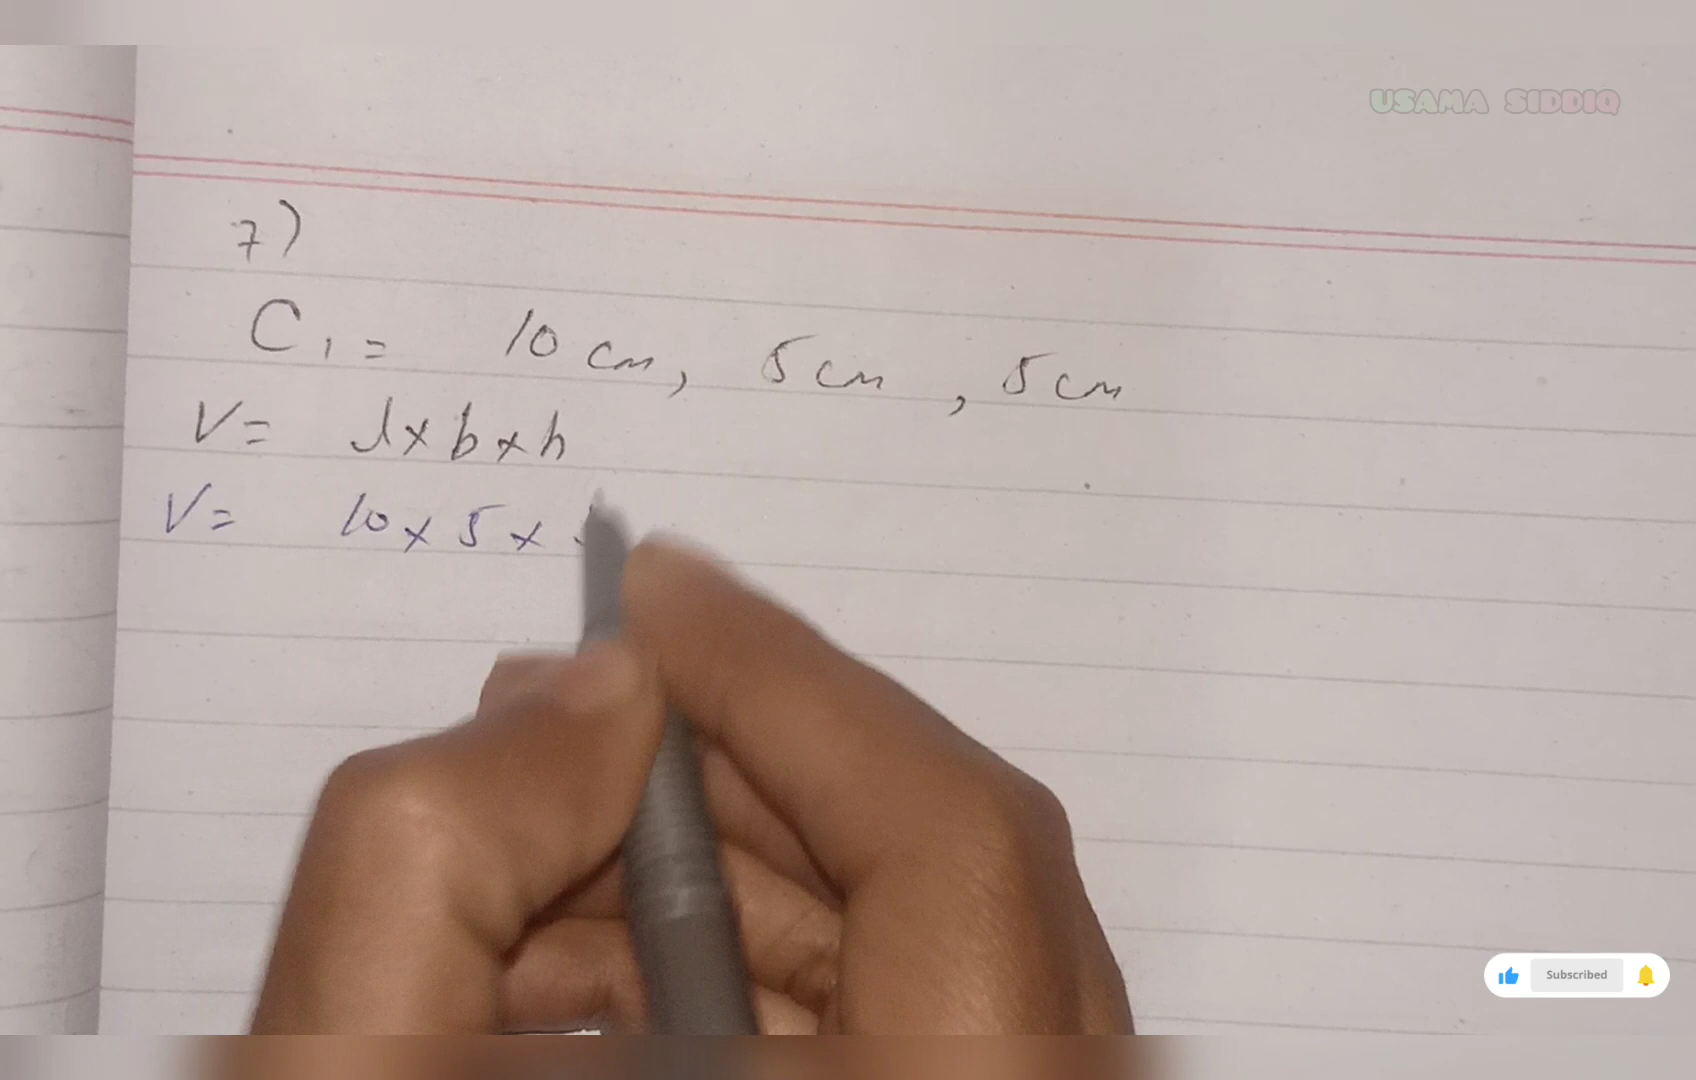 USAMA SIDDIQ
7)
C₁ = 10 cm, 5 cm, 5 cm
V = l × b × h
V = 10 × 5 ×
Subscribed